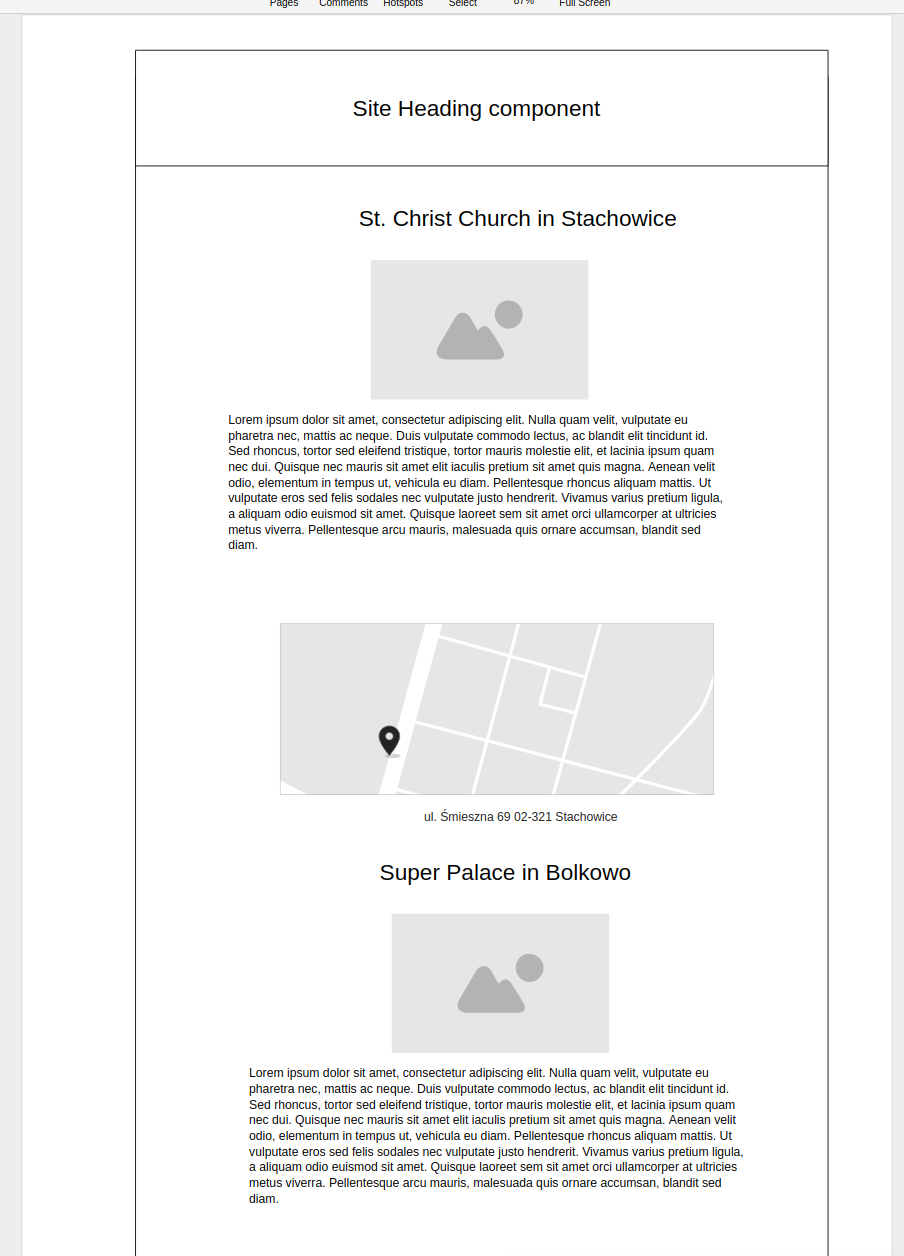 Pages Comments Hotspots Select 87% Full Screen
Site Heading component
St. Christ Church in Stachowice
Lorem ipsum dolor sit amet, consectetur adipiscing elit. Nulla quam velit, vulputate eu
pharetra nec, mattis ac neque. Duis vulputate commodo lectus, ac blandit elit tincidunt id.
Sed rhoncus, tortor sed eleifend tristique, tortor mauris molestie elit, et lacinia ipsum quam
nec dui. Quisque nec mauris sit amet elit iaculis pretium sit amet quis magna. Aenean velit
odio, elementum in tempus ut, vehicula eu diam. Pellentesque rhoncus aliquam mattis. Ut
vulputate eros sed felis sodales nec vulputate justo hendrerit. Vivamus varius pretium ligula,
a aliquam odio euismod sit amet. Quisque laoreet sem sit amet orci ullamcorper at ultricies
metus viverra. Pellentesque arcu mauris, malesuada quis ornare accumsan, blandit sed
diam.
ul. Śmieszna 69 02-321 Stachowice
Super Palace in Bolkowo
Lorem ipsum dolor sit amet, consectetur adipiscing elit. Nulla quam velit, vulputate eu
pharetra nec, mattis ac neque. Duis vulputate commodo lectus, ac blandit elit tincidunt id.
Sed rhoncus, tortor sed eleifend tristique, tortor mauris molestie elit, et lacinia ipsum quam
nec dui. Quisque nec mauris sit amet elit iaculis pretium sit amet quis magna. Aenean velit
odio, elementum in tempus ut, vehicula eu diam. Pellentesque rhoncus aliquam mattis. Ut
vulputate eros sed felis sodales nec vulputate justo hendrerit. Vivamus varius pretium ligula,
a aliquam odio euismod sit amet. Quisque laoreet sem sit amet orci ullamcorper at ultricies
metus viverra. Pellentesque arcu mauris, malesuada quis ornare accumsan, blandit sed
diam.